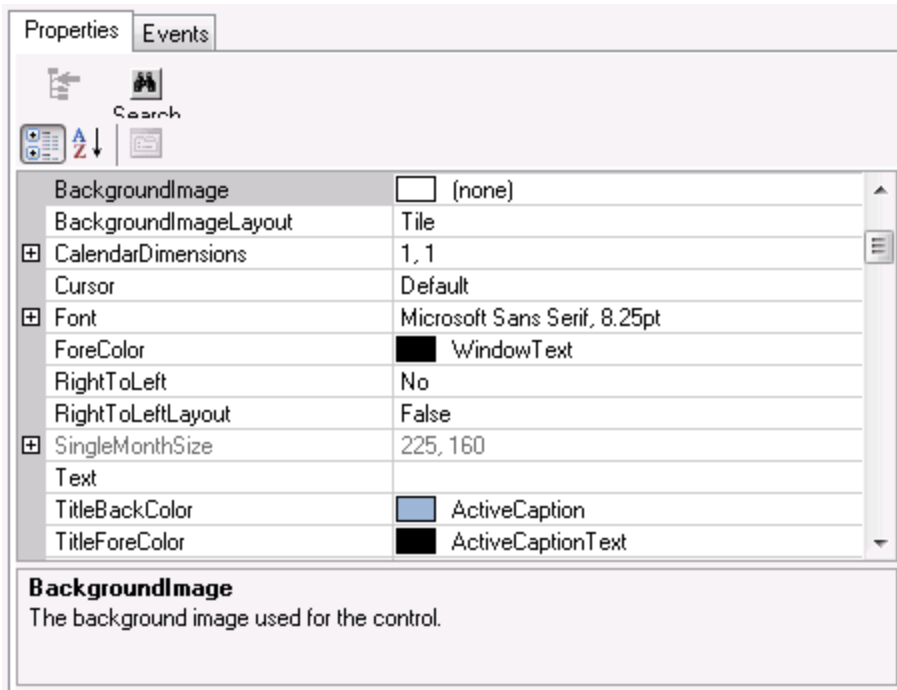 Properties Events
Search
BackgroundImage (none)
BackgroundImageLayout Tile
CalendarDimensions 1, 1
Cursor Default
Font Microsoft Sans Serif, 8.25pt
ForeColor WindowText
RightToLeft No
RightToLeftLayout False
SingleMonthSize 225, 160
Text
TitleBackColor ActiveCaption
TitleForeColor ActiveCaptionText
BackgroundImage
The background image used for the control.